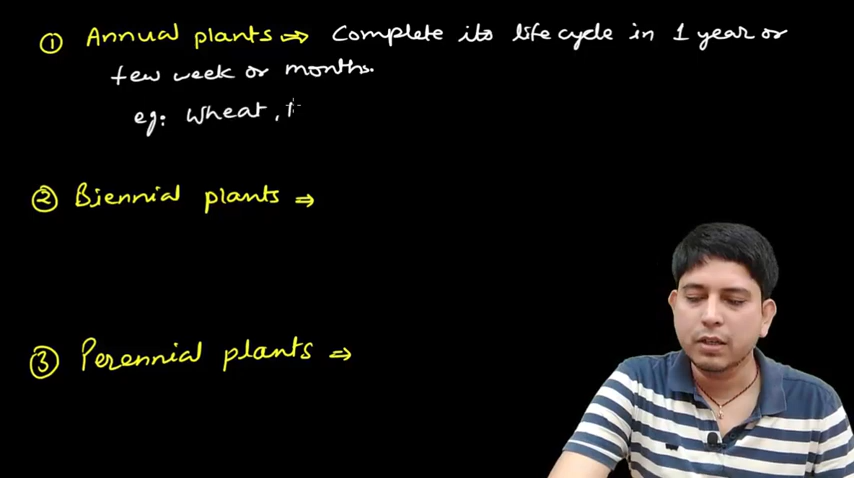 ① Annual plants ⇒ Complete its life cycle in 1 year or
few week or months.
eg: Wheat,
② Biennial plants ⇒
③ Perennial plants ⇒